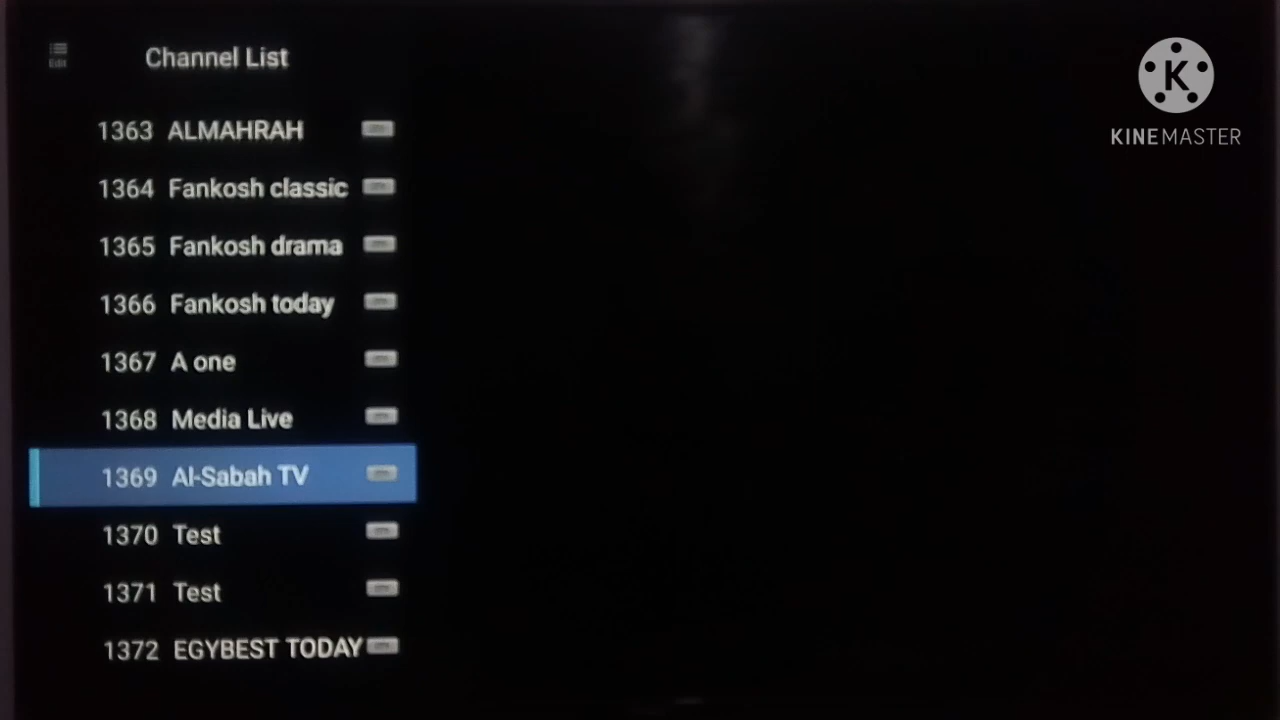 Edit
Channel List
1363 ALMAHRAH
1364 Fankosh classic
1365 Fankosh drama
1366 Fankosh today
1367 A one
1368 Media Live
1369 Al-Sabah TV
1370 Test
1371 Test
1372 EGYBEST TODAY
K
KINEMASTER